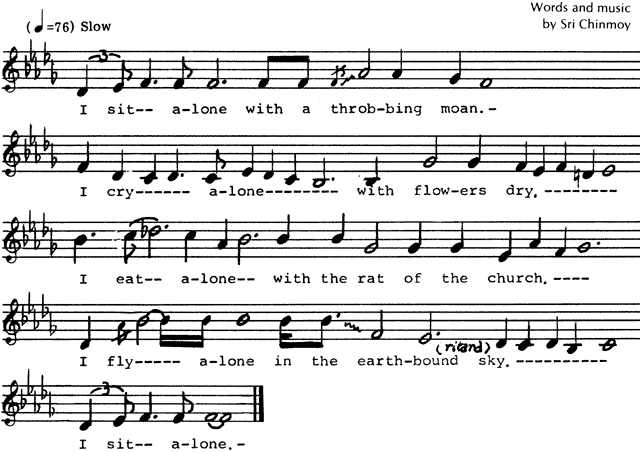 Words and music
by Sri Chinmoy
(♩=76) Slow
3
I sit-- a-lone with a throb-bing moan.-
I cry------ a-lone--------- with flow-ers dry.---------
I eat-- a-lone-- with the rat of the church.----
(ritard)
I fly----- a-lone in the earth-bound sky.-----------
3
I sit-- a-lone.-